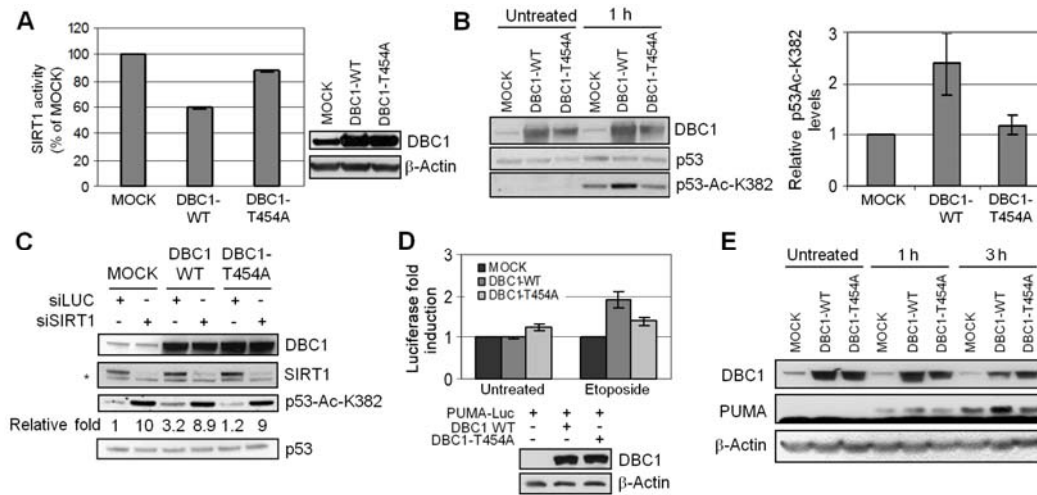 A
SIRT1 activity
(% of MOCK)
120
100
80
60
40
20
0
MOCK
DBC1-
WT
DBC1-
T454A
MOCK
DBC1-WT
DBC1-T454A
DBC1
β-Actin
B
Untreated
1 h
MOCK
DBC1-WT
DBC1-T454A
MOCK
DBC1-WT
DBC1-T454A
DBC1
p53
p53-Ac-K382
Relative p53Ac-K382
levels
3
2
1
0
MOCK
DBC1-
WT
DBC1-
T454A
C
MOCK
DBC1
WT
DBC1-
T454A
siLUC + - + - + -
siSIRT1 - + - + - +
DBC1
* SIRT1
p53-Ac-K382
Relative fold 1 10 3.2 8.9 1.2 9
p53
D
Luciferase fold
induction
3
2
1
0
MOCK
DBC1-WT
DBC1-T454A
Untreated
Etoposide
PUMA-Luc + + +
DBC1 WT - + -
DBC1-T454A - - +
DBC1
β-Actin
E
Untreated
1 h
3 h
MOCK
DBC1-WT
DBC1-T454A
MOCK
DBC1-WT
DBC1-T454A
MOCK
DBC1-WT
DBC1-T454A
DBC1
PUMA
β-Actin